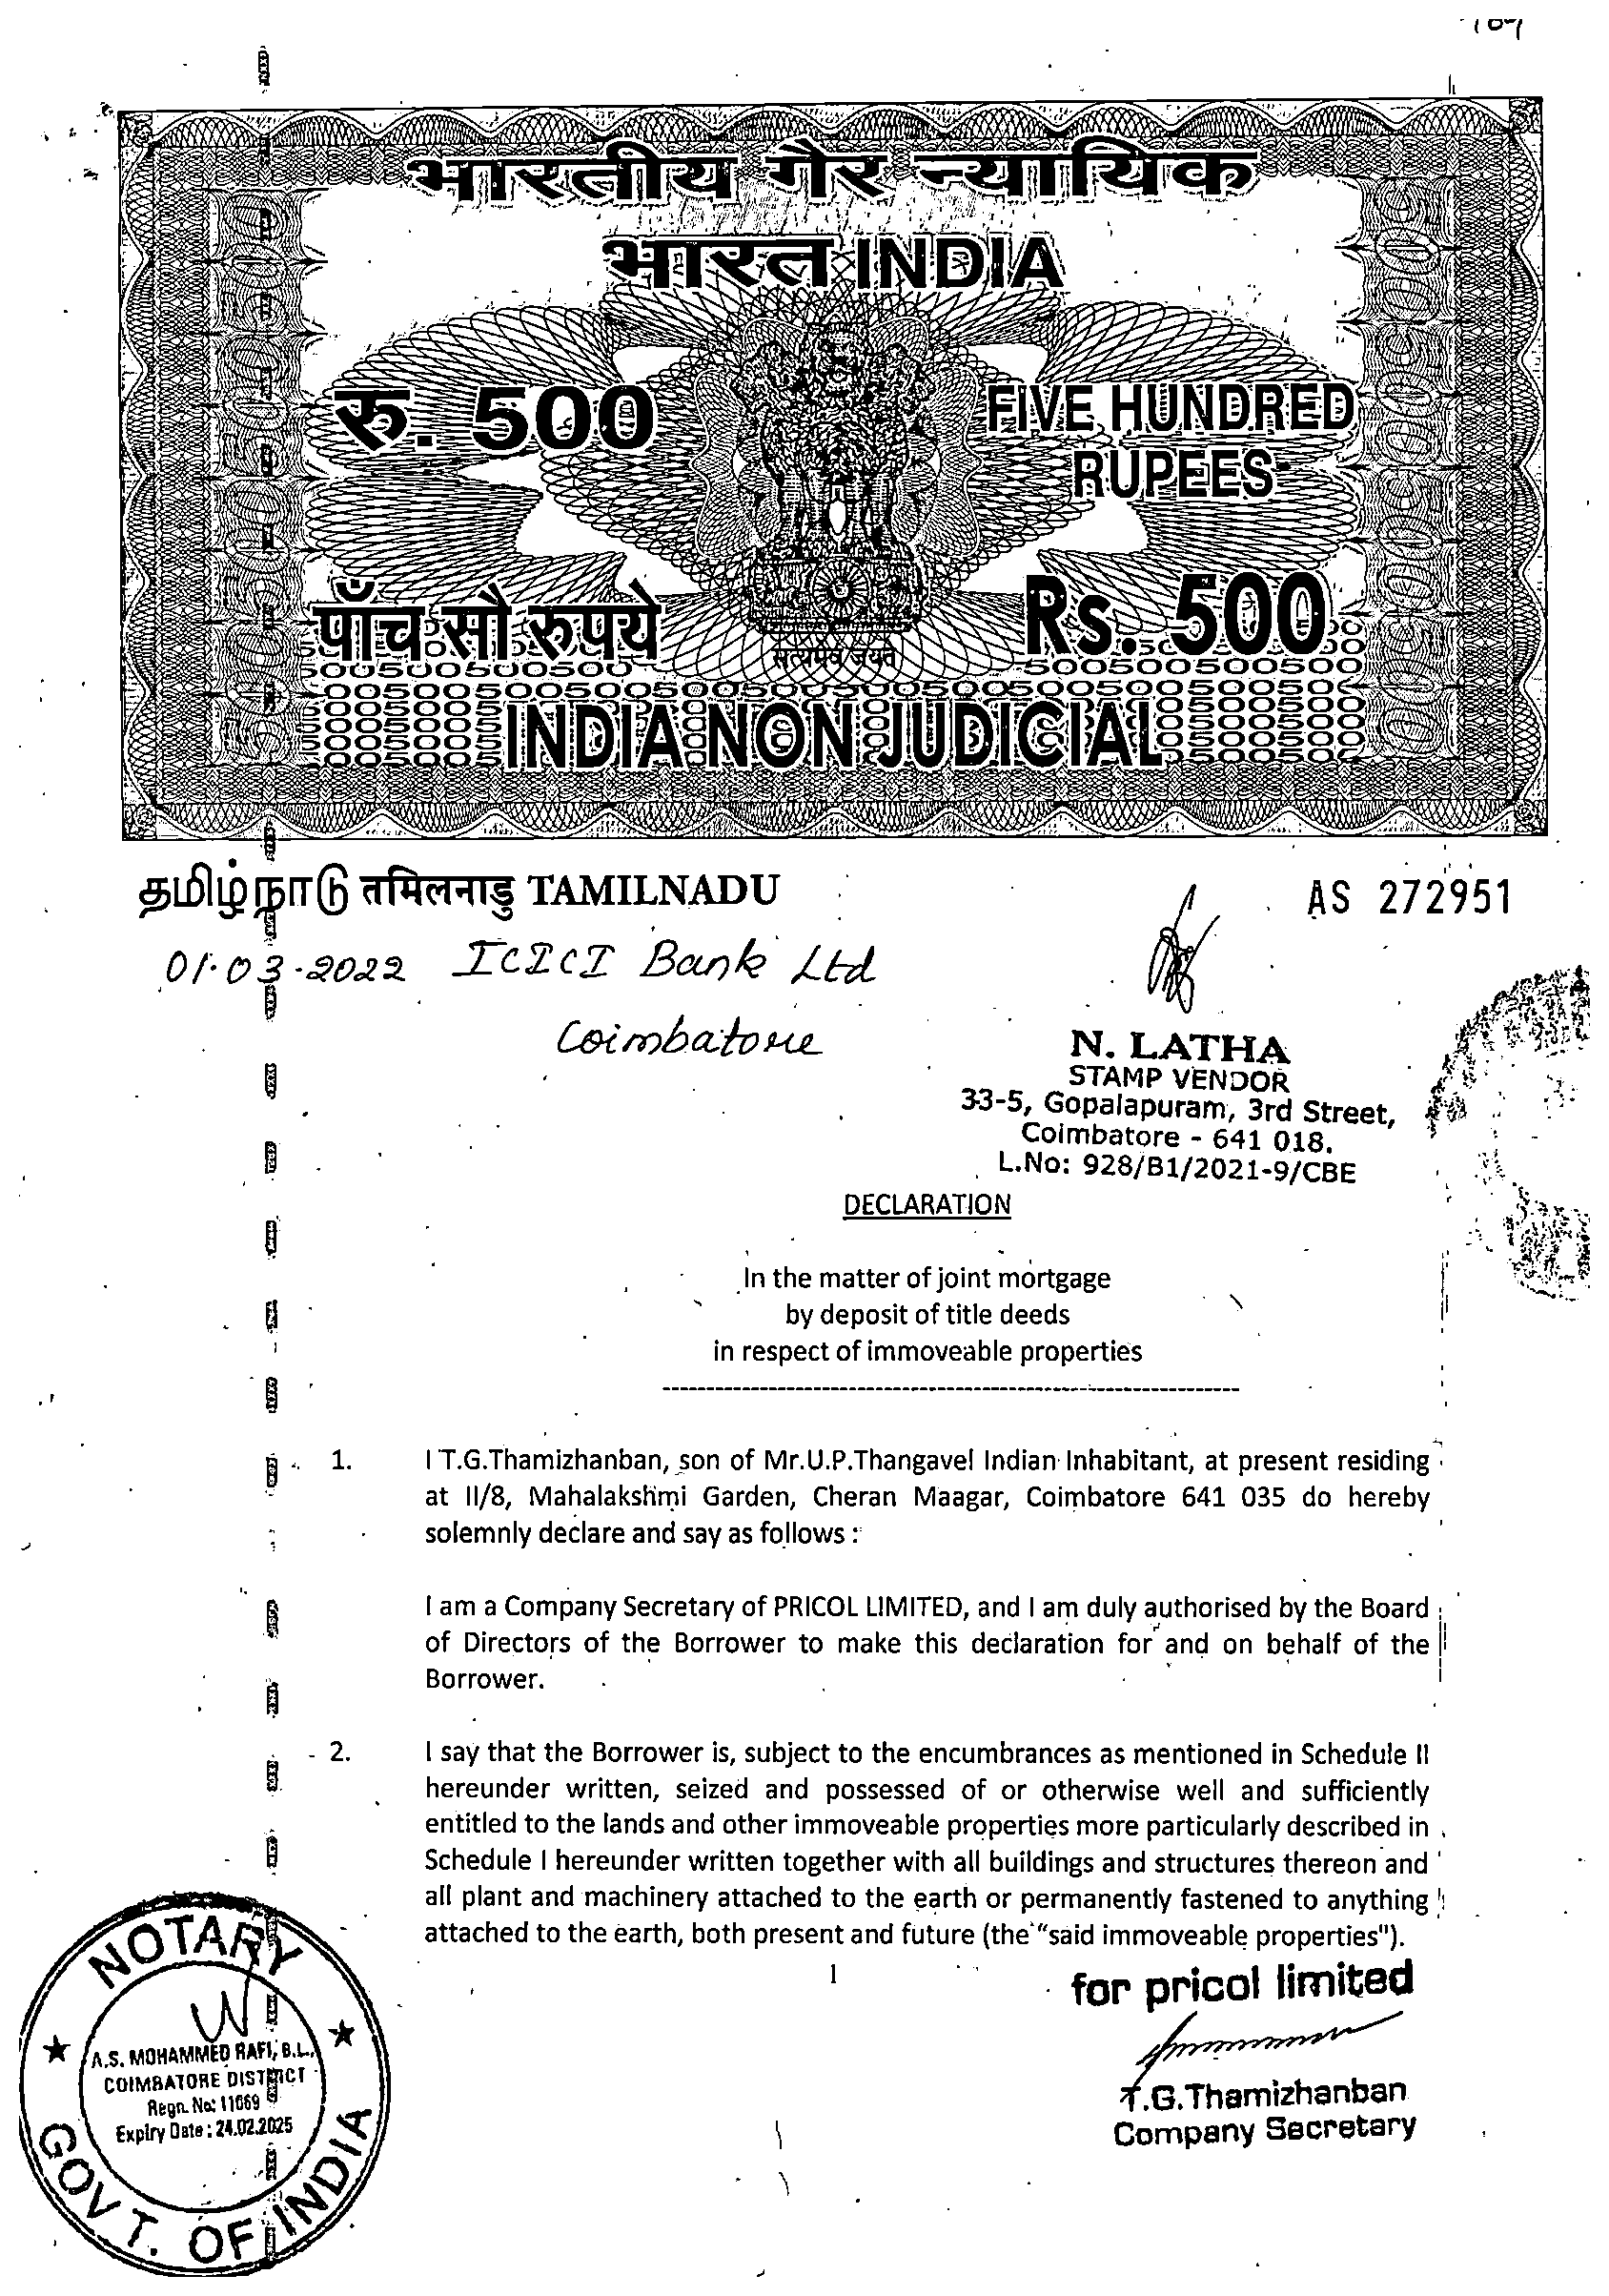 भारतीय गैर न्यायिक
भारत INDIA
रु. 500
FIVE HUNDRED
RUPEES
पाँच सौ रुपये
Rs. 500
सत्यमेव जयते
INDIA NON JUDICIAL
தமிழ்நாடு तमिलनाडु TAMILNADU
AS 272951
01.03.2022 ICICI Bank Ltd
Coimbatore
N. LATHA
STAMP VENDOR
33-5, Gopalapuram, 3rd Street,
Coimbatore - 641 018.
L.No: 928/B1/2021-9/CBE
DECLARATION
In the matter of joint mortgage
by deposit of title deeds
in respect of immoveable properties
1. I T.G.Thamizhanban, son of Mr.U.P.Thangavel Indian Inhabitant, at present residing
at II/8, Mahalakshmi Garden, Cheran Maagar, Coimbatore 641 035 do hereby
solemnly declare and say as follows :
I am a Company Secretary of PRICOL LIMITED, and I am duly authorised by the Board
of Directors of the Borrower to make this declaration for and on behalf of the
Borrower.
2. I say that the Borrower is, subject to the encumbrances as mentioned in Schedule II
hereunder written, seized and possessed of or otherwise well and sufficiently
entitled to the lands and other immoveable properties more particularly described in
Schedule I hereunder written together with all buildings and structures thereon and
all plant and machinery attached to the earth or permanently fastened to anything
attached to the earth, both present and future (the "said immoveable properties").
1
for pricol limited
T.G.Thamizhanban
Company Secretary
NOTARY
A.S. MOHAMMED RAFI, B.L.,
COIMBATORE DISTRICT
Regn. No: 11069
Expiry Date : 24.02.2025
GOVT. OF INDIA